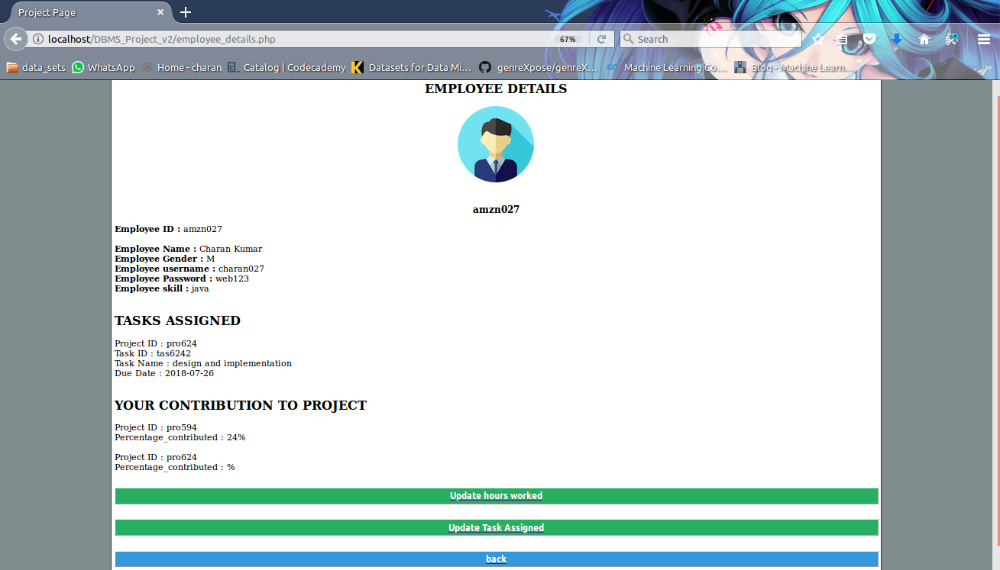 Project Page
localhost/DBMS_Project_v2/employee_details.php
67%
Search
data_sets
WhatsApp
Home - charan
Catalog | Codecademy
Datasets for Data Mi...
genreXpose/genreX...
Machine Learning Co...
Blog - Machine Learn...
EMPLOYEE DETAILS
amzn027
Employee ID : amzn027
Employee Name : Charan Kumar
Employee Gender : M
Employee username : charan027
Employee Password : web123
Employee skill : java
TASKS ASSIGNED
Project ID : pro624
Task ID : tas6242
Task Name : design and implementation
Due Date : 2018-07-26
YOUR CONTRIBUTION TO PROJECT
Project ID : pro594
Percentage_contributed : 24%
Project ID : pro624
Percentage_contributed : %
Update hours worked
Update Task Assigned
back